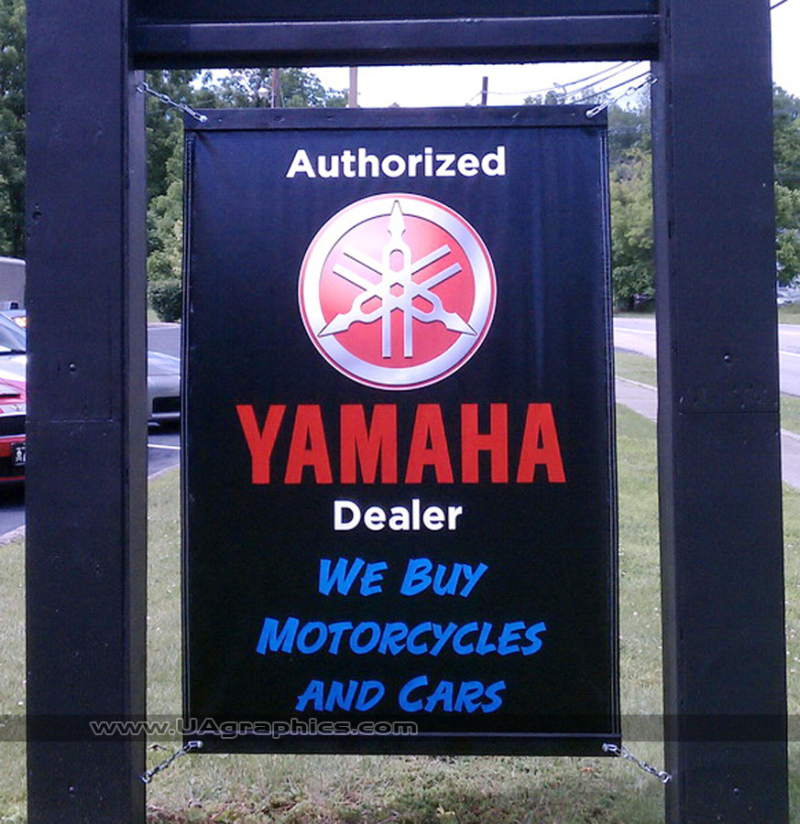 Authorized
YAMAHA
Dealer
WE BUY
MOTORCYCLES
AND CARS
www.UAgraphics.com